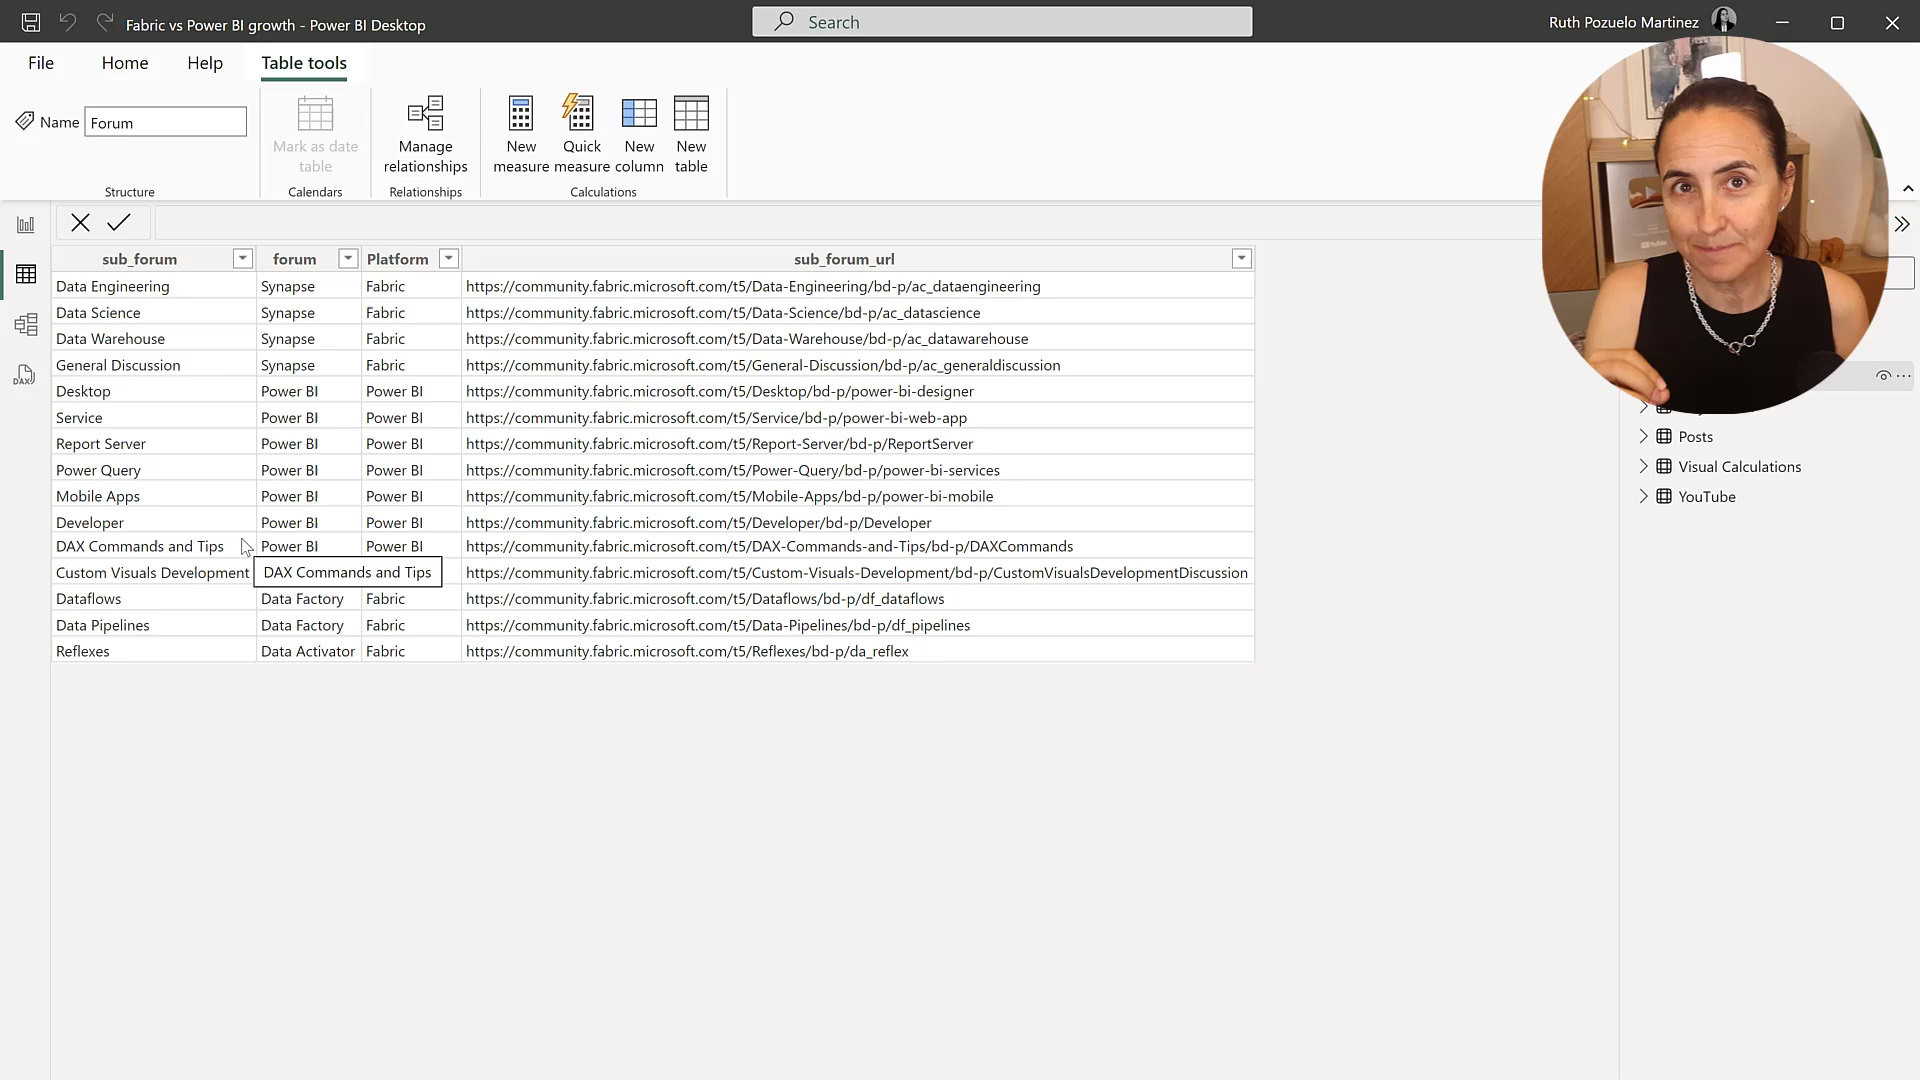 Fabric vs Power BI growth - Power BI Desktop
Search
Ruth Pozuelo Martinez
File Home Help Table tools
Name Forum
Mark as date table
Manage relationships
New measure
Quick measure
New column
New table
Structure Calendars Relationships Calculations
sub_forum forum Platform sub_forum_url
Data Engineering Synapse Fabric https://community.fabric.microsoft.com/t5/Data-Engineering/bd-p/ac_dataengineering
Data Science Synapse Fabric https://community.fabric.microsoft.com/t5/Data-Science/bd-p/ac_datascience
Data Warehouse Synapse Fabric https://community.fabric.microsoft.com/t5/Data-Warehouse/bd-p/ac_datawarehouse
General Discussion Synapse Fabric https://community.fabric.microsoft.com/t5/General-Discussion/bd-p/ac_generaldiscussion
Desktop Power BI Power BI https://community.fabric.microsoft.com/t5/Desktop/bd-p/power-bi-designer
Service Power BI Power BI https://community.fabric.microsoft.com/t5/Service/bd-p/power-bi-web-app
Report Server Power BI Power BI https://community.fabric.microsoft.com/t5/Report-Server/bd-p/ReportServer
Power Query Power BI Power BI https://community.fabric.microsoft.com/t5/Power-Query/bd-p/power-bi-services
Mobile Apps Power BI Power BI https://community.fabric.microsoft.com/t5/Mobile-Apps/bd-p/power-bi-mobile
Developer Power BI Power BI https://community.fabric.microsoft.com/t5/Developer/bd-p/Developer
DAX Commands and Tips Power BI Power BI https://community.fabric.microsoft.com/t5/DAX-Commands-and-Tips/bd-p/DAXCommands
Custom Visuals Development DAX Commands and Tips https://community.fabric.microsoft.com/t5/Custom-Visuals-Development/bd-p/CustomVisualsDevelopmentDiscussion
Dataflows Data Factory Fabric https://community.fabric.microsoft.com/t5/Dataflows/bd-p/df_dataflows
Data Pipelines Data Factory Fabric https://community.fabric.microsoft.com/t5/Data-Pipelines/bd-p/df_pipelines
Reflexes Data Activator Fabric https://community.fabric.microsoft.com/t5/Reflexes/bd-p/da_reflex
DAX
Posts
Visual Calculations
YouTube